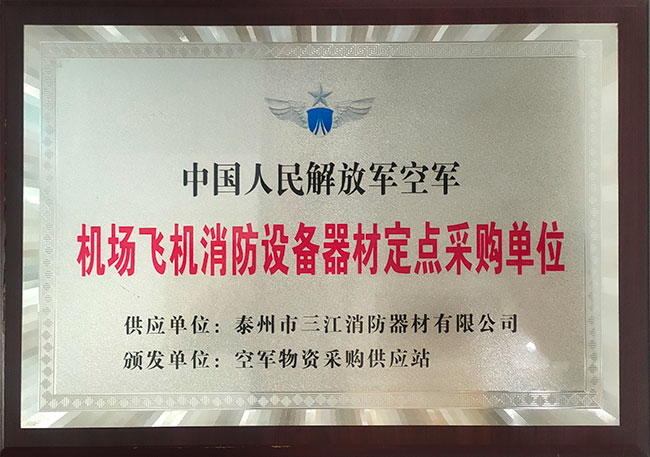 中国人民解放军空军
机场飞机消防设备器材定点采购单位
供应单位：泰州市三江消防器材有限公司
颁发单位：空军物资采购供应站